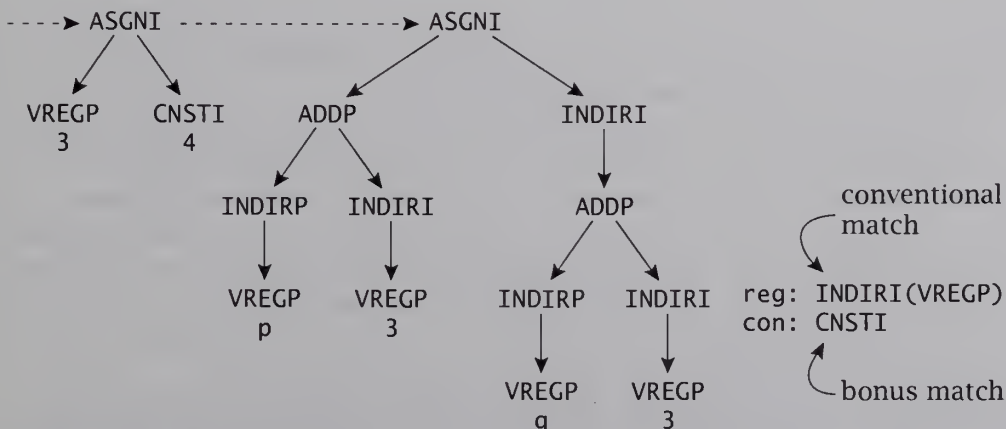 ASGNI ASGNI
VREGP CNSTI ADDP INDIRI
3 4
INDIRP INDIRI ADDP
conventional
match
VREGP VREGP INDIRP INDIRI
p 3
reg: INDIRI(VREGP)
con: CNSTI
VREGP VREGP
q 3
bonus match